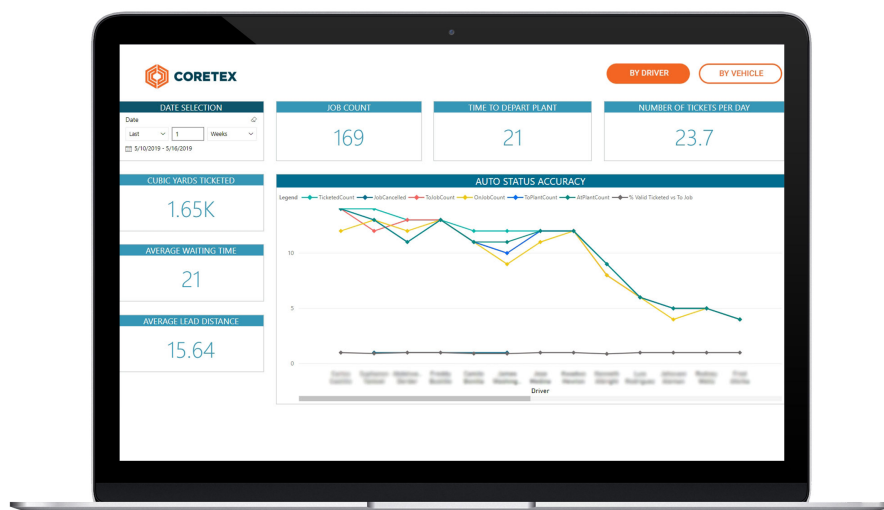 CORETEX
BY DRIVER
BY VEHICLE
DATE SELECTION
Date
Last
1
Weeks
5/10/2019 - 5/16/2019
JOB COUNT
169
TIME TO DEPART PLANT
21
NUMBER OF TICKETS PER DAY
23.7
CUBIC YARDS TICKETED
1.65K
AVERAGE WAITING TIME
21
AVERAGE LEAD DISTANCE
15.64
AUTO STATUS ACCURACY
Legend TicketedCount JobCancelled ToJobCount OnJobCount ToPlantCount AtPlantCount % Valid Ticketed vs To Job
10
5
0
Driver